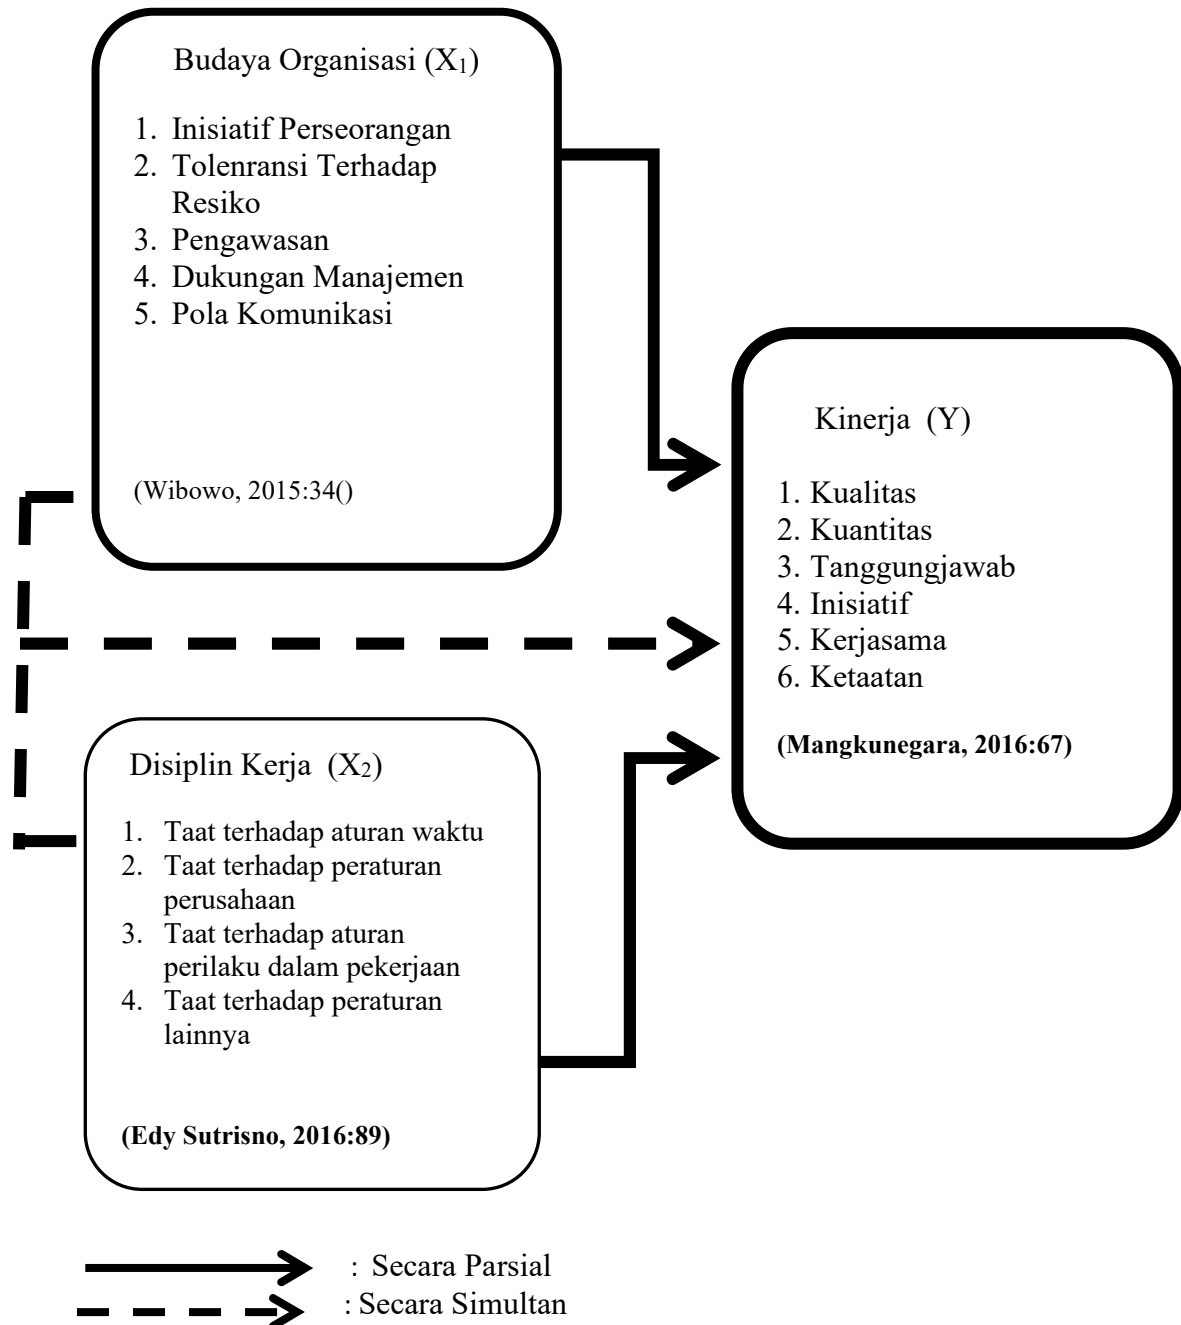 Budaya Organisasi (X₁)
1. Inisiatif Perseorangan
2. Tolenransi Terhadap
Resiko
3. Pengawasan
4. Dukungan Manajemen
5. Pola Komunikasi
(Wibowo, 2015:34()
Kinerja (Y)
1. Kualitas
2. Kuantitas
3. Tanggungjawab
4. Inisiatif
5. Kerjasama
6. Ketaatan
(Mangkunegara, 2016:67)
Disiplin Kerja (X₂)
1. Taat terhadap aturan waktu
2. Taat terhadap peraturan
perusahaan
3. Taat terhadap aturan
perilaku dalam pekerjaan
4. Taat terhadap peraturan
lainnya
(Edy Sutrisno, 2016:89)
: Secara Parsial
: Secara Simultan